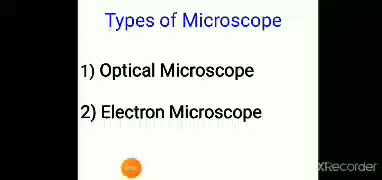 Types of Microscope
1) Optical Microscope
2) Electron Microscope
XRecorder